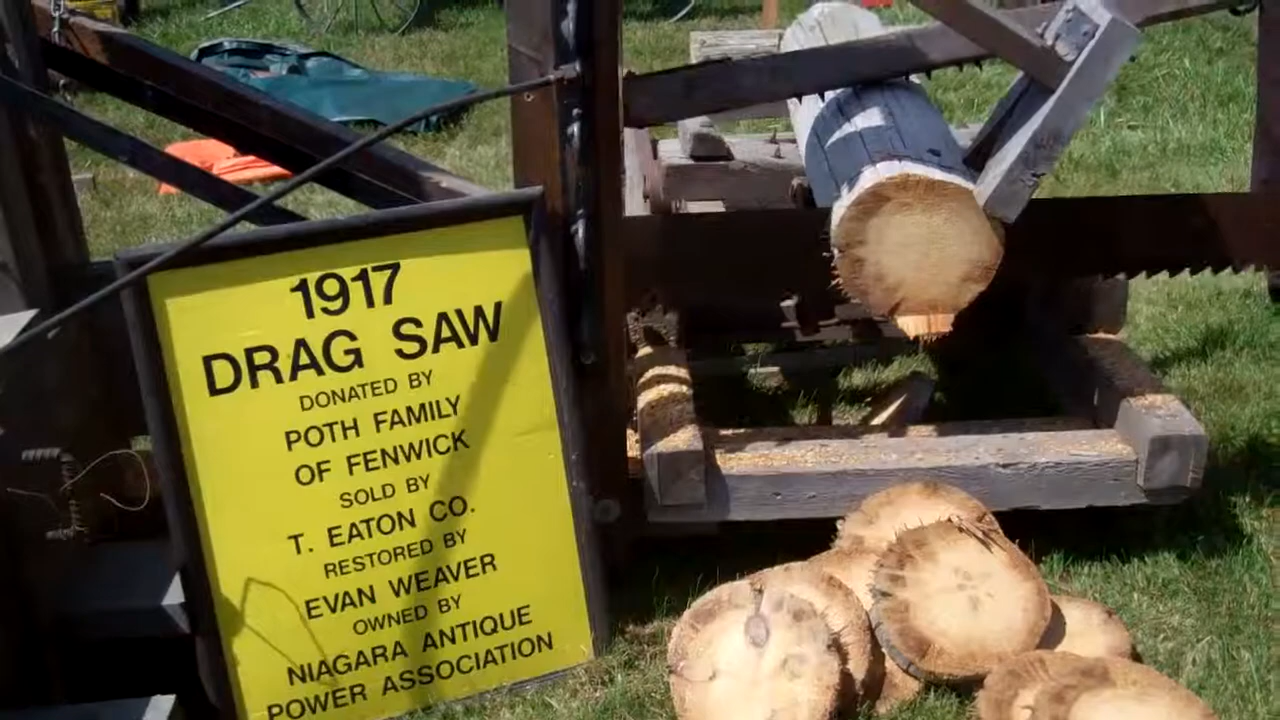 1917
DRAG SAW
DONATED BY
POTH FAMILY
OF FENWICK
SOLD BY
T. EATON CO.
RESTORED BY
EVAN WEAVER
OWNED BY
NIAGARA ANTIQUE
POWER ASSOCIATION